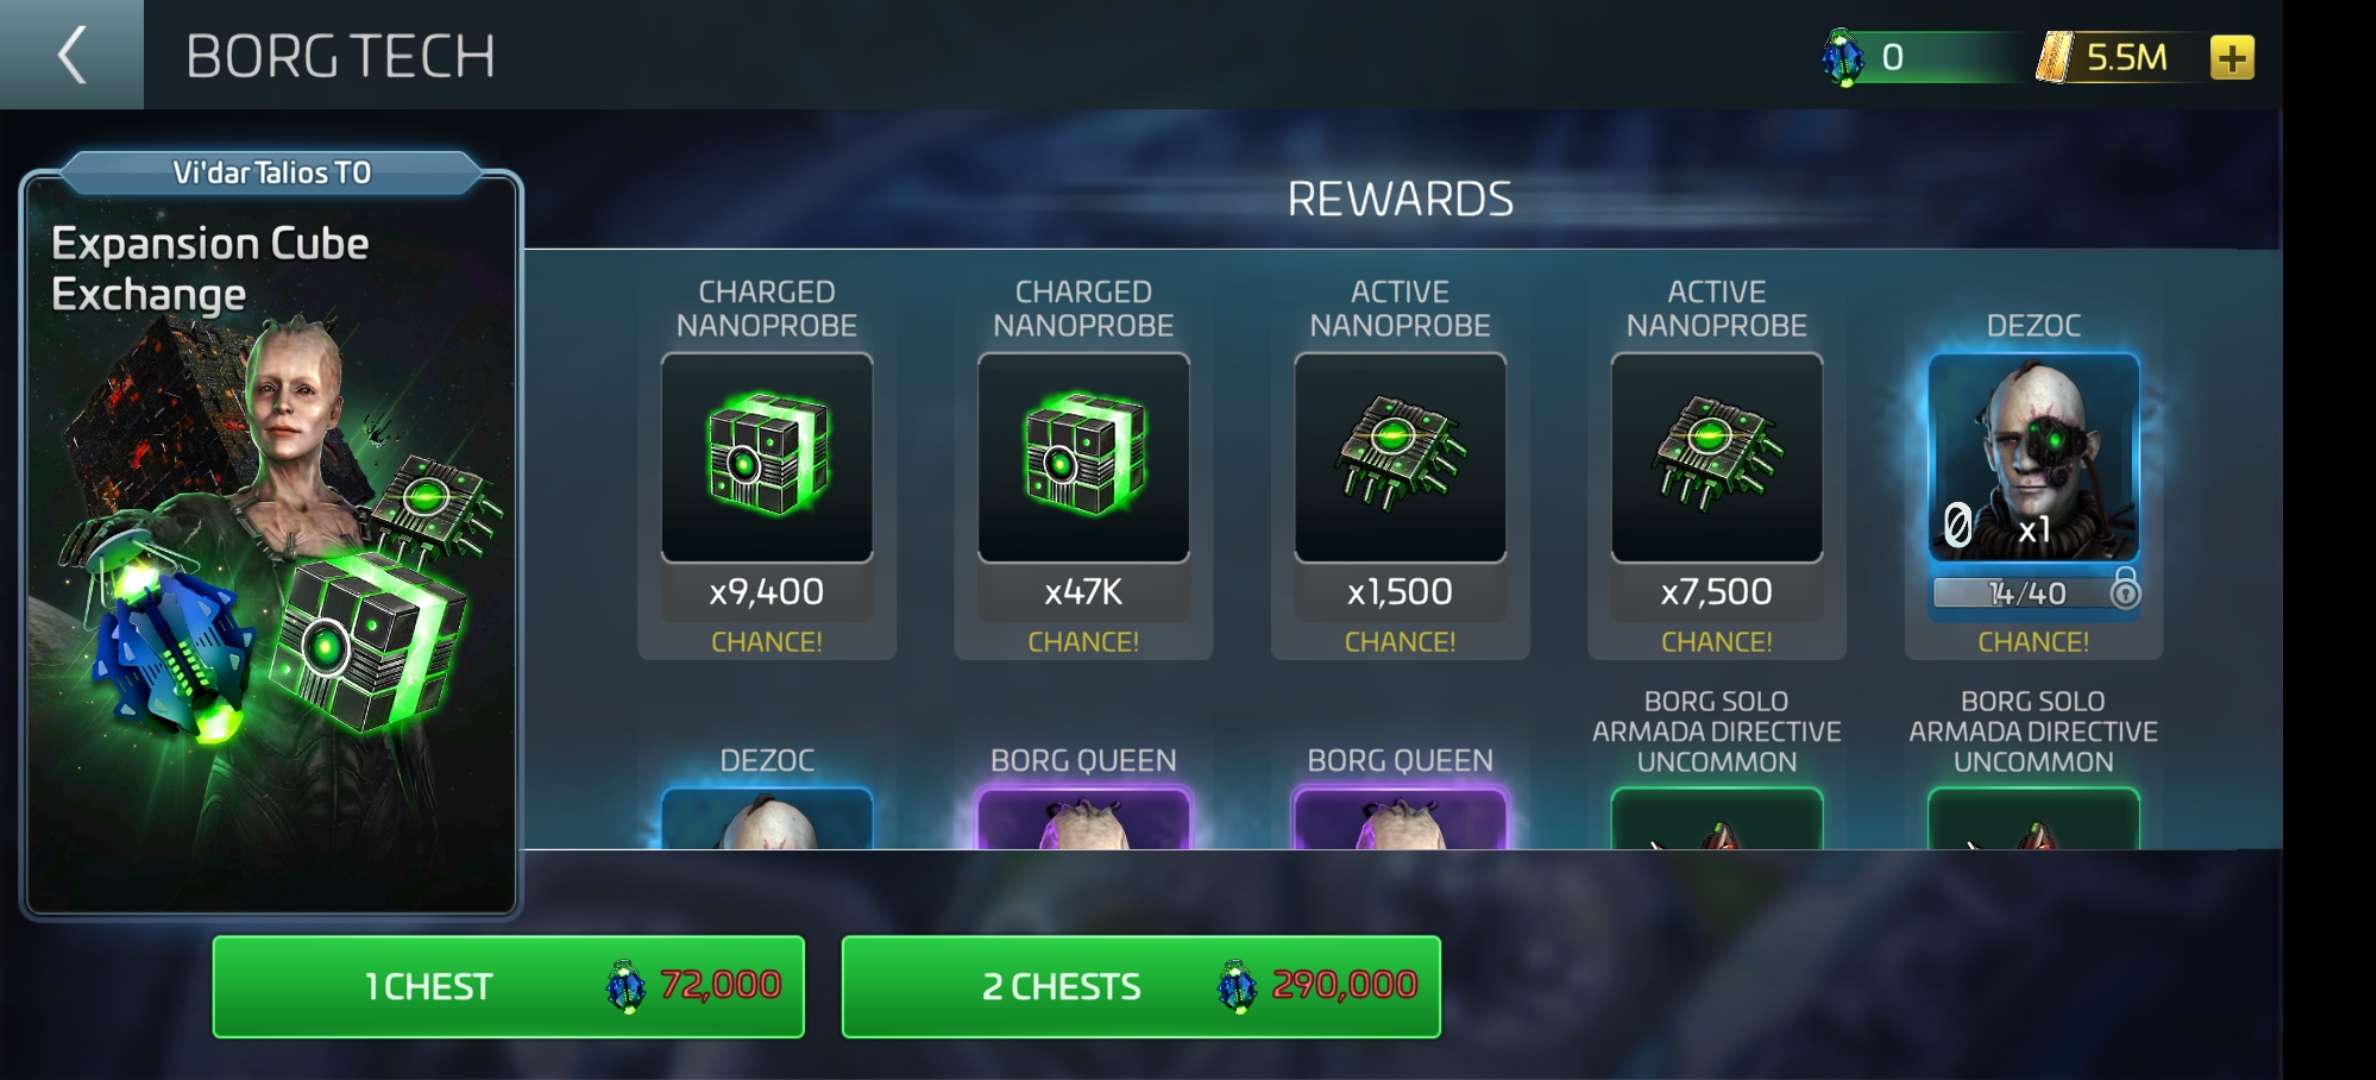 BORG TECH
0
5.5M
Vi'dar Talios T0
Expansion Cube
Exchange
REWARDS
CHARGED
NANOPROBE
x9,400
CHANCE!
CHARGED
NANOPROBE
x47K
CHANCE!
ACTIVE
NANOPROBE
x1,500
CHANCE!
ACTIVE
NANOPROBE
x7,500
CHANCE!
DEZOC
0
x1
14/40
CHANCE!
DEZOC
BORG QUEEN
BORG QUEEN
BORG SOLO
ARMADA DIRECTIVE
UNCOMMON
BORG SOLO
ARMADA DIRECTIVE
UNCOMMON
1 CHEST
72,000
2 CHESTS
290,000